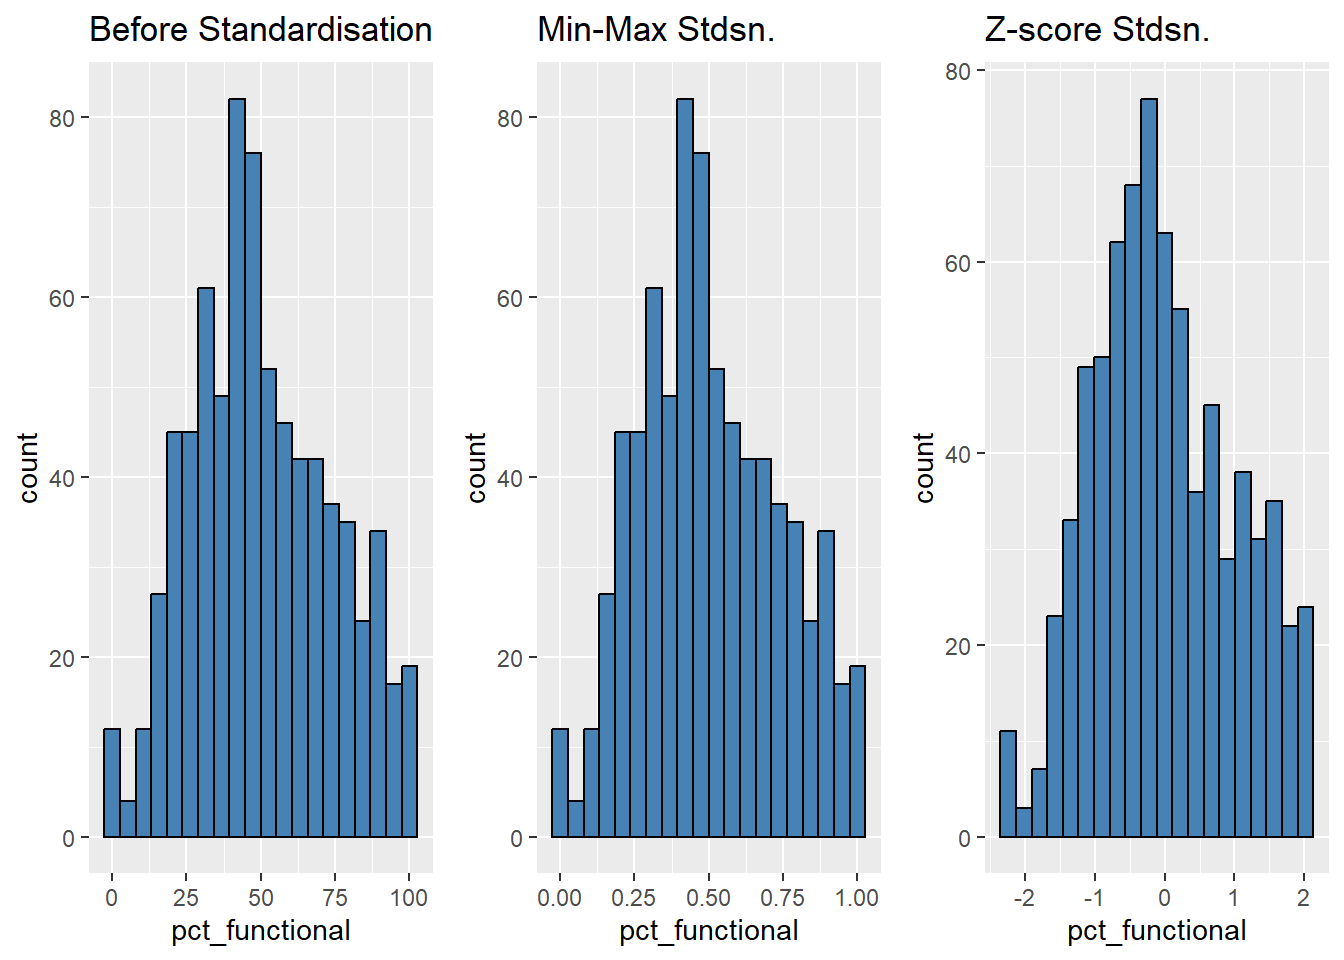 Before Standardisation
count
80
60
40
20
0
0 25 50 75 100
pct_functional
Min-Max Stdsn.
count
80
60
40
20
0
0.00 0.25 0.50 0.75 1.00
pct_functional
Z-score Stdsn.
count
80
60
40
20
0
-2 -1 0 1 2
pct_functional